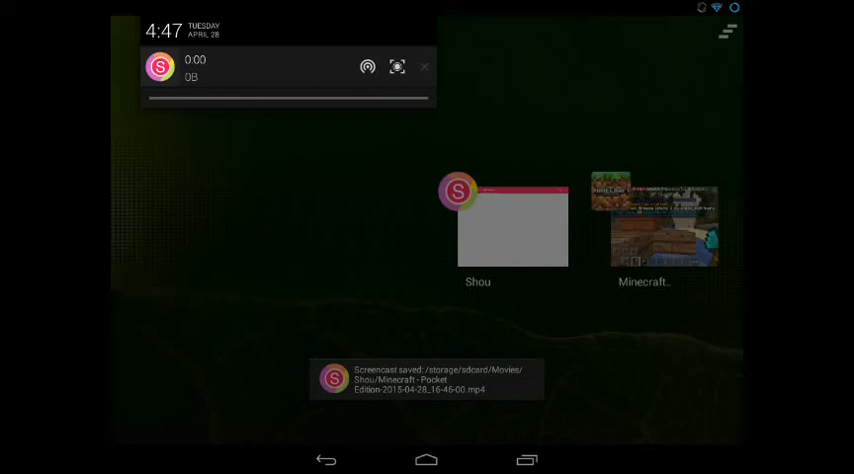 4:47 TUESDAY
APRIL 28
S 0:00
0B
S
MINECRAFT
Shou
Minecraft..
S Screencast saved: /storage/sdcard/Movies/
Shou/Minecraft - Pocket
Edition-2015-04-28_16-46-00.mp4